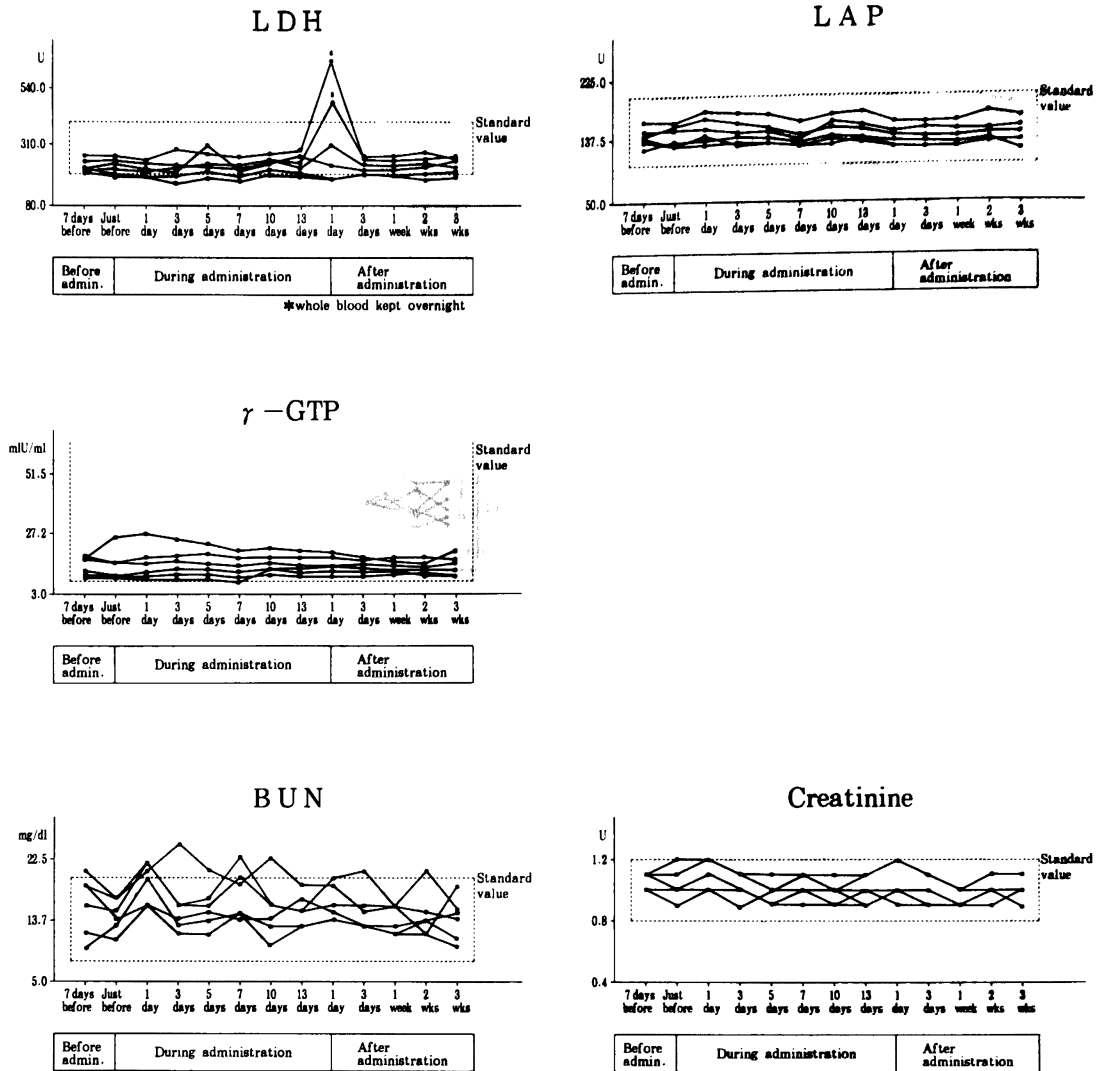 LDH
U
540.0
310.0
80.0
Standard
value
7 days Just 1 3 5 7 10 13 1 3 1 2 3
before before day days days days days days day days week wks wks
Before
admin.
During administration
After
administration
*whole blood kept overnight
LAP
U
225.0
137.5
50.0
Standard
value
7 days Just 1 3 5 7 10 13 1 3 1 2 3
before before day days days days days days day days week wks wks
Before
admin.
During administration
After
administration
γ-GTP
mlU/ml
51.5
27.2
3.0
Standard
value
7 days Just 1 3 5 7 10 13 1 3 1 2 3
before before day days days days days days day days week wks wks
Before
admin.
During administration
After
administration
BUN
mg/dl
22.5
13.7
5.0
Standard
value
7 days Just 1 3 5 7 10 13 1 3 1 2 3
before before day days days days days days day days week wks wks
Before
admin.
During administration
After
administration
Creatinine
U
1.2
0.8
0.4
Standard
value
7 days Just 1 3 5 7 10 13 1 3 1 2 3
before before day days days days days days day days week wks wks
Before
admin.
During administration
After
administration